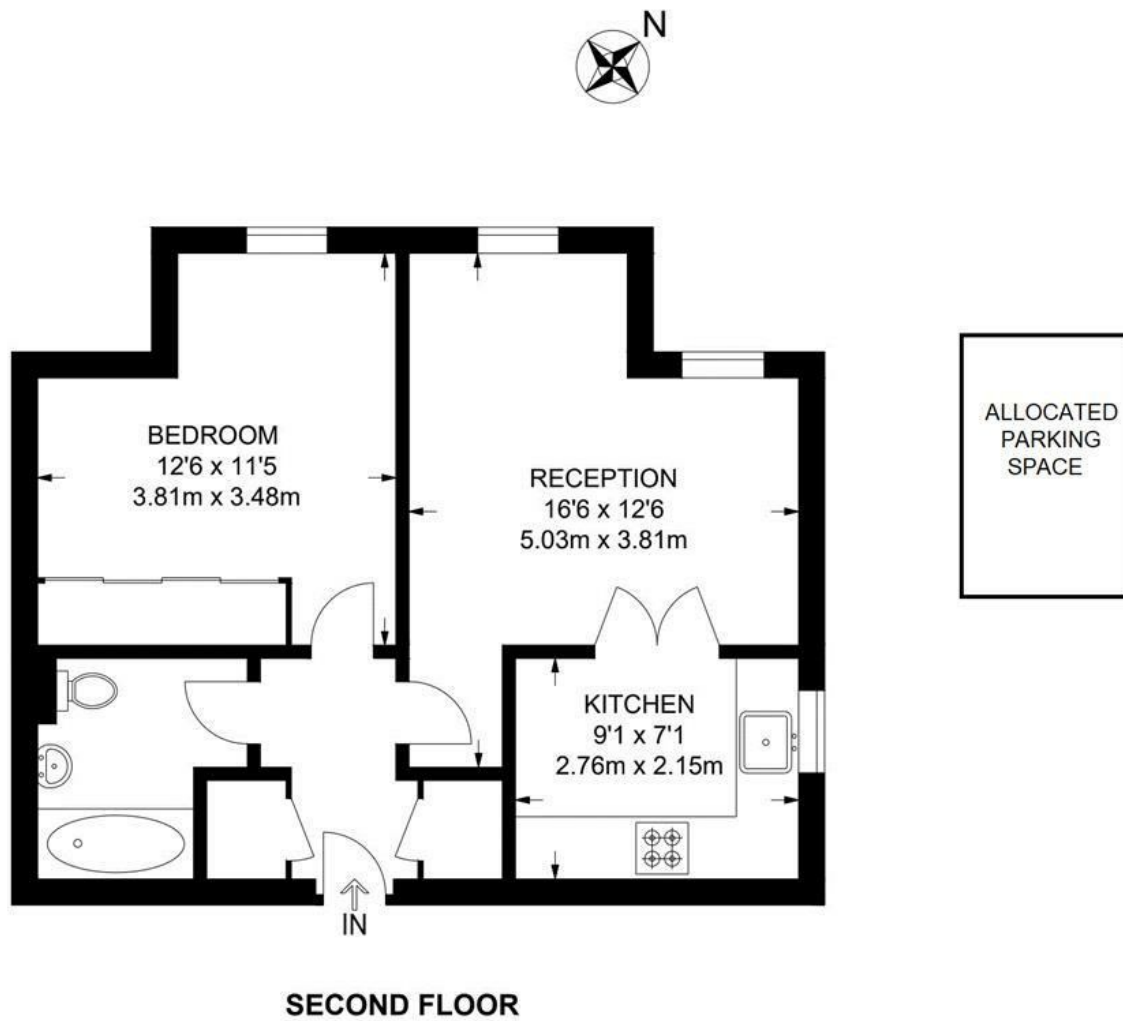 N
BEDROOM
12'6 x 11'5
3.81m x 3.48m
RECEPTION
16'6 x 12'6
5.03m x 3.81m
ALLOCATED
PARKING
SPACE
KITCHEN
9'1 x 7'1
2.76m x 2.15m
IN
SECOND FLOOR